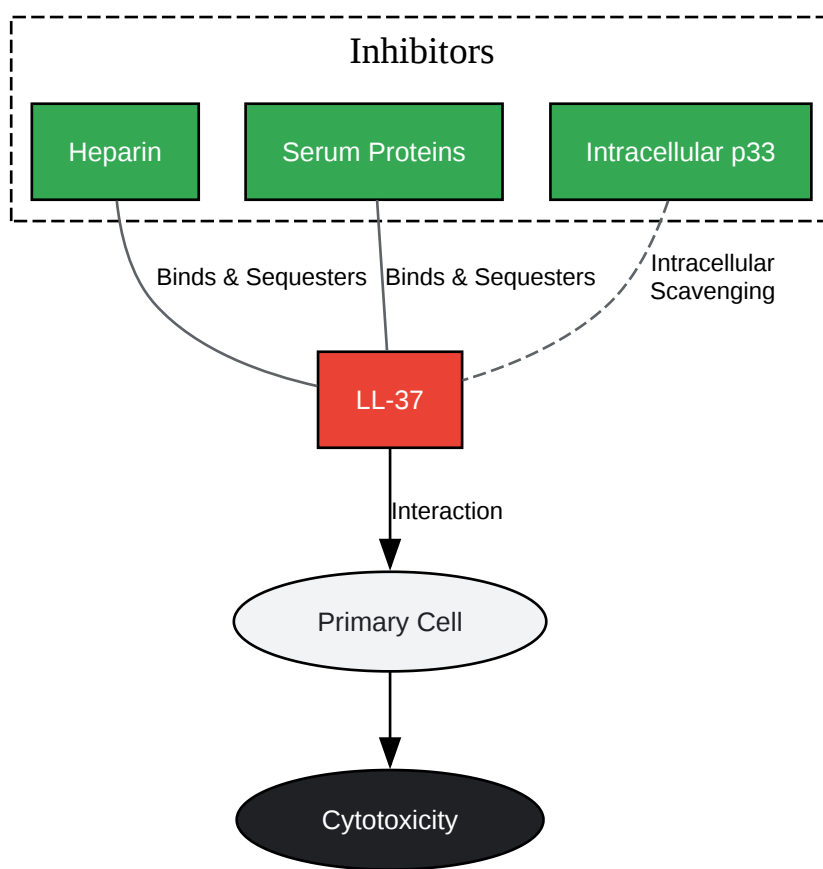 Inhibitors
Heparin
Serum Proteins
Intracellular p33
Binds & Sequesters
Binds & Sequesters
Intracellular
Scavenging
LL-37
Interaction
Primary Cell
Cytotoxicity